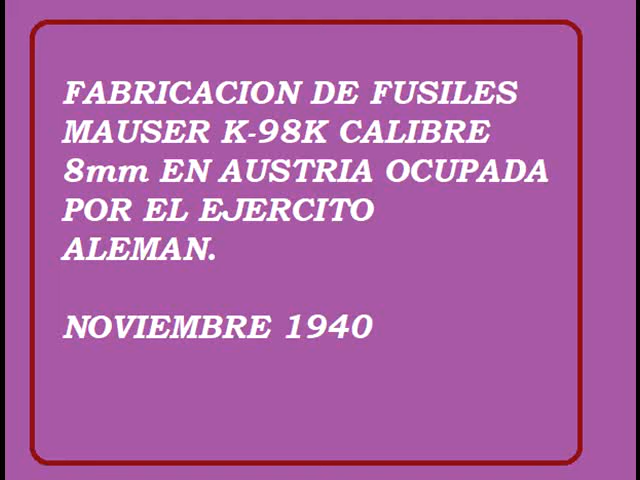 FABRICACION DE FUSILES
MAUSER K-98K CALIBRE
8mm EN AUSTRIA OCUPADA
POR EL EJERCITO
ALEMAN.
NOVIEMBRE 1940